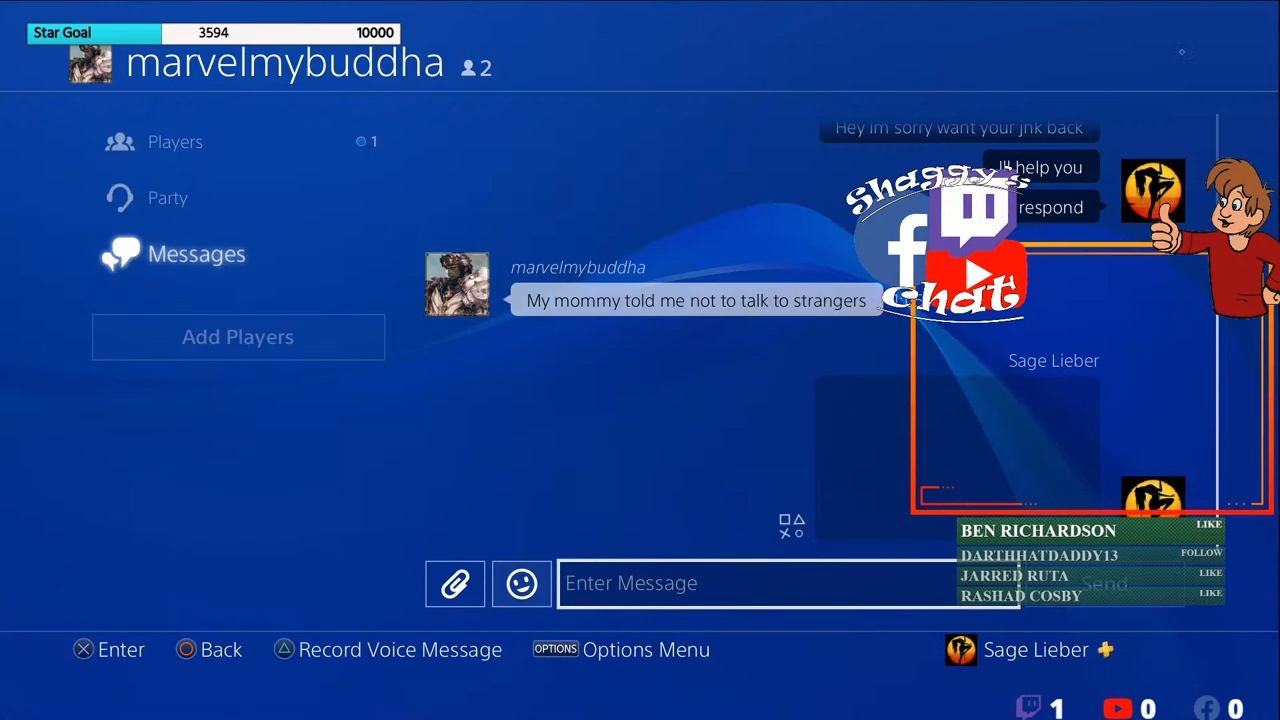 Star Goal 3594 10000
marvelmybuddha 2
Players 1
Party
Messages
Add Players
Hey im sorry want your jnk back
I'll help you
respond
marvelmybuddha
My mommy told me not to talk to strangers
Shaggy's
chat
Sage Lieber
BEN RICHARDSON LIKE
DARTHHATDADDY13 FOLLOW
JARRED RUTA LIKE
RASHAD COSBY LIKE
Enter Message
Send
Enter
Back
Record Voice Message
OPTIONS Options Menu
Sage Lieber
1 0 0